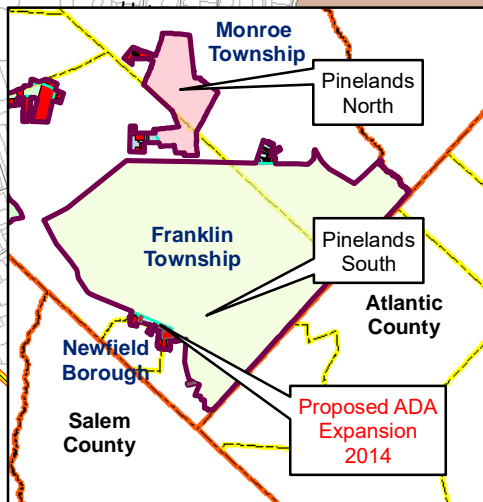 Monroe
Township
Pinelands
North
Franklin
Township
Pinelands
South
Atlantic
County
Newfield
Borough
Proposed ADA
Expansion
2014
Salem
County